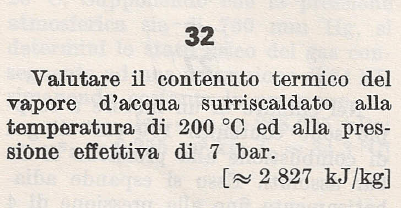 32
Valutare il contenuto termico del
vapore d'acqua surriscaldato alla
temperatura di 200 °C ed alla pres-
sione effettiva di 7 bar.
[≈ 2 827 kJ/kg]